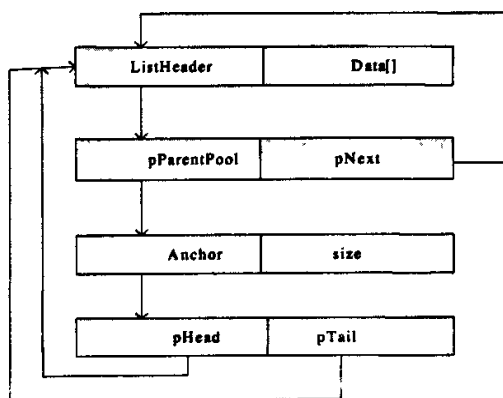 ListHeader Data[]
pParentPool pNext
Anchor size
pHead pTail